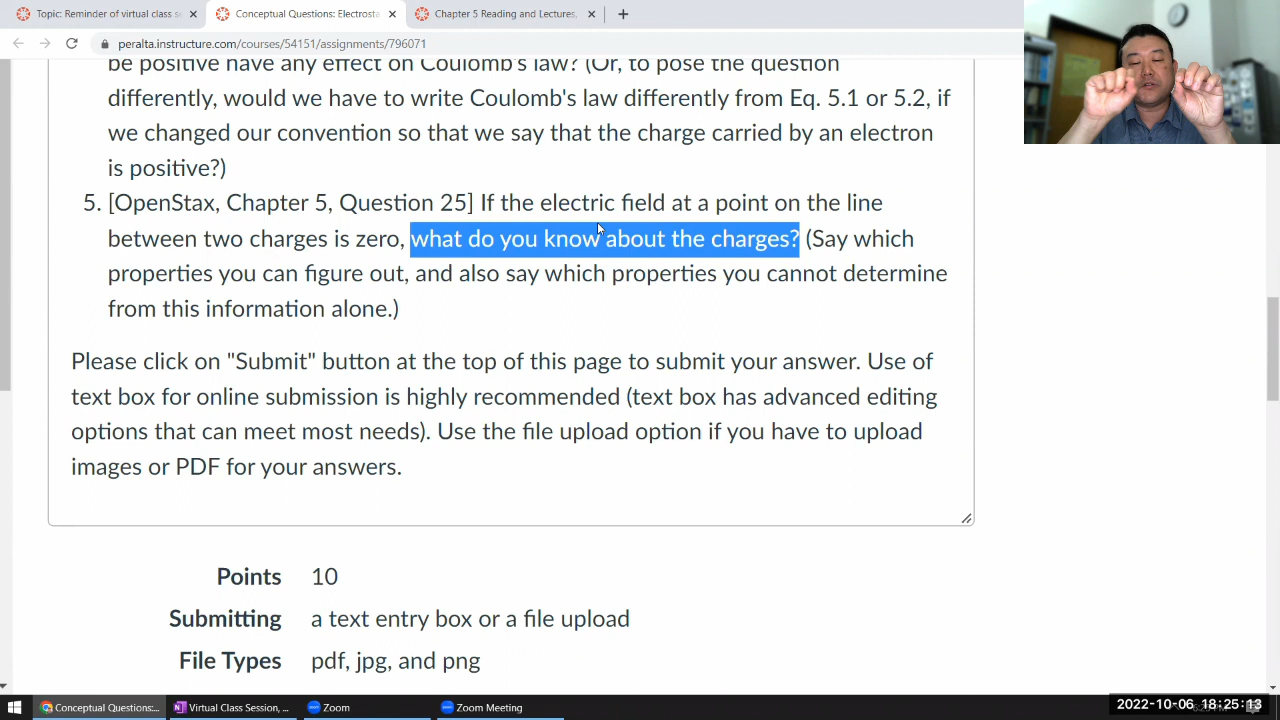 Topic: Reminder of virtual class s
Conceptual Questions: Electrosta
Chapter 5 Reading and Lectures,
peralta.instructure.com/courses/54151/assignments/796071
be positive have any effect on Coulomb's law? (Or, to pose the question
differently, would we have to write Coulomb's law differently from Eq. 5.1 or 5.2, if
we changed our convention so that we say that the charge carried by an electron
is positive?)
5. [OpenStax, Chapter 5, Question 25] If the electric field at a point on the line
between two charges is zero, what do you know about the charges? (Say which
properties you can figure out, and also say which properties you cannot determine
from this information alone.)
Please click on "Submit" button at the top of this page to submit your answer. Use of
text box for online submission is highly recommended (text box has advanced editing
options that can meet most needs). Use the file upload option if you have to upload
images or PDF for your answers.
Points 10
Submitting a text entry box or a file upload
File Types pdf, jpg, and png
Conceptual Questions:...
Virtual Class Session, ...
Zoom
Zoom Meeting
2022-10-06 18:25:13